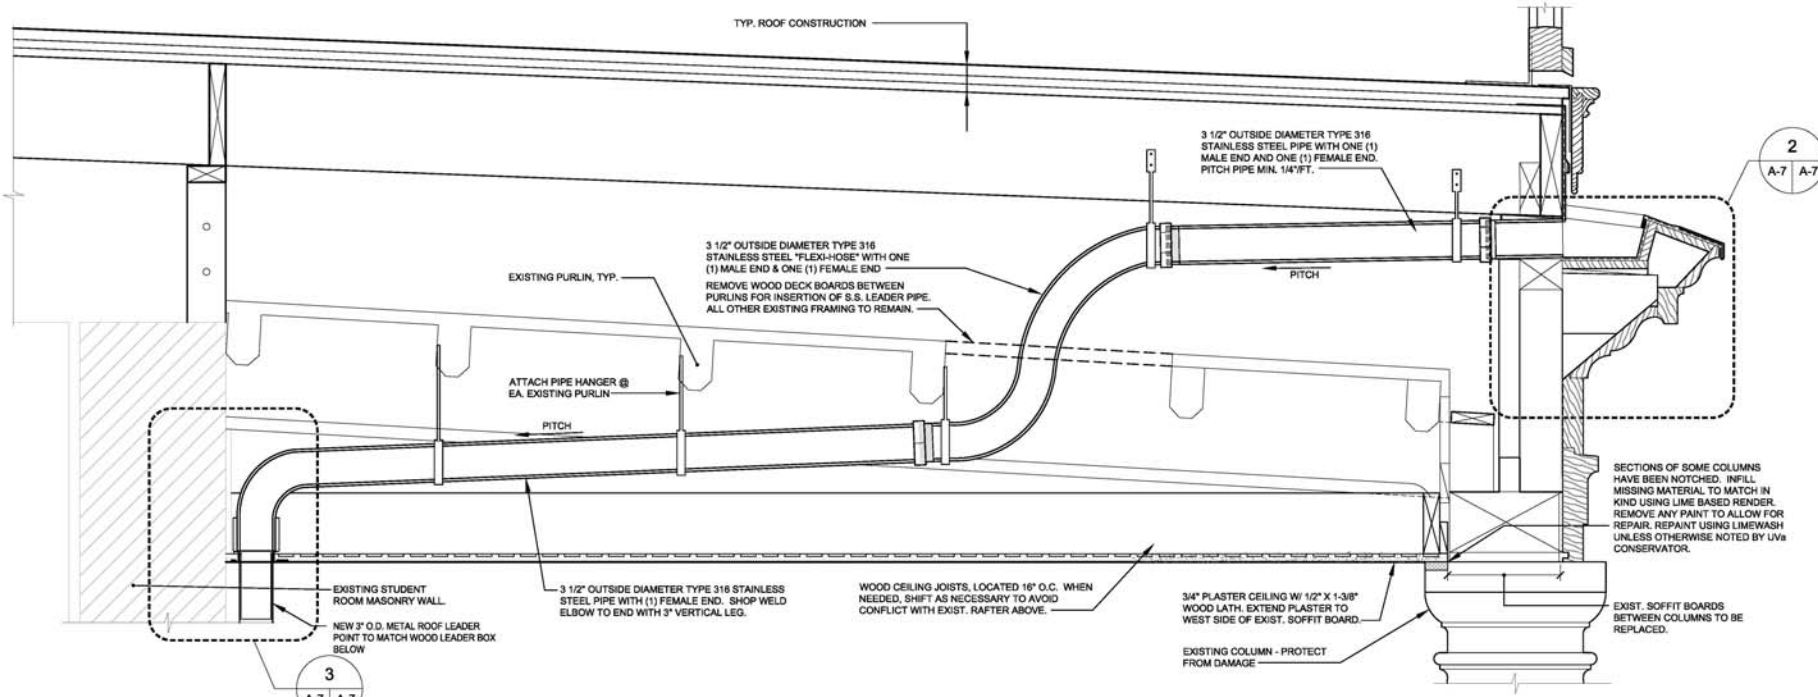 TYP. ROOF CONSTRUCTION
3 1/2" OUTSIDE DIAMETER TYPE 316
STAINLESS STEEL PIPE WITH ONE (1)
MALE END AND ONE (1) FEMALE END.
PITCH PIPE MIN. 1/4"/FT.
2
A-7 A-7
3 1/2" OUTSIDE DIAMETER TYPE 316
STAINLESS STEEL "FLEXI-HOSE" WITH ONE
(1) MALE END & ONE (1) FEMALE END
REMOVE WOOD DECK BOARDS BETWEEN
PURLINS FOR INSERTION OF S.S. LEADER PIPE.
ALL OTHER EXISTING FRAMING TO REMAIN.
EXISTING PURLIN, TYP.
PITCH
ATTACH PIPE HANGER @
EA. EXISTING PURLIN
PITCH
SECTIONS OF SOME COLUMNS
HAVE BEEN NOTCHED. INFILL
MISSING MATERIAL TO MATCH IN
KIND USING LIME BASED RENDER.
REMOVE ANY PAINT TO ALLOW FOR
REPAIR. REPAINT USING LIMEWASH
UNLESS OTHERWISE NOTED BY UVa
CONSERVATOR.
EXISTING STUDENT
ROOM MASONRY WALL.
NEW 3" O.D. METAL ROOF LEADER
POINT TO MATCH WOOD LEADER BOX
BELOW
3 1/2" OUTSIDE DIAMETER TYPE 316 STAINLESS
STEEL PIPE WITH (1) FEMALE END. SHOP WELD
ELBOW TO END WITH 3" VERTICAL LEG.
WOOD CEILING JOISTS, LOCATED 16" O.C. WHEN
NEEDED, SHIFT AS NECESSARY TO AVOID
CONFLICT WITH EXIST. RAFTER ABOVE.
3/4" PLASTER CEILING W/ 1/2" X 1-3/8"
WOOD LATH. EXTEND PLASTER TO
WEST SIDE OF EXIST. SOFFIT BOARD.
EXISTING COLUMN - PROTECT
FROM DAMAGE
EXIST. SOFFIT BOARDS
BETWEEN COLUMNS TO BE
REPLACED.
3
A-7 A-7